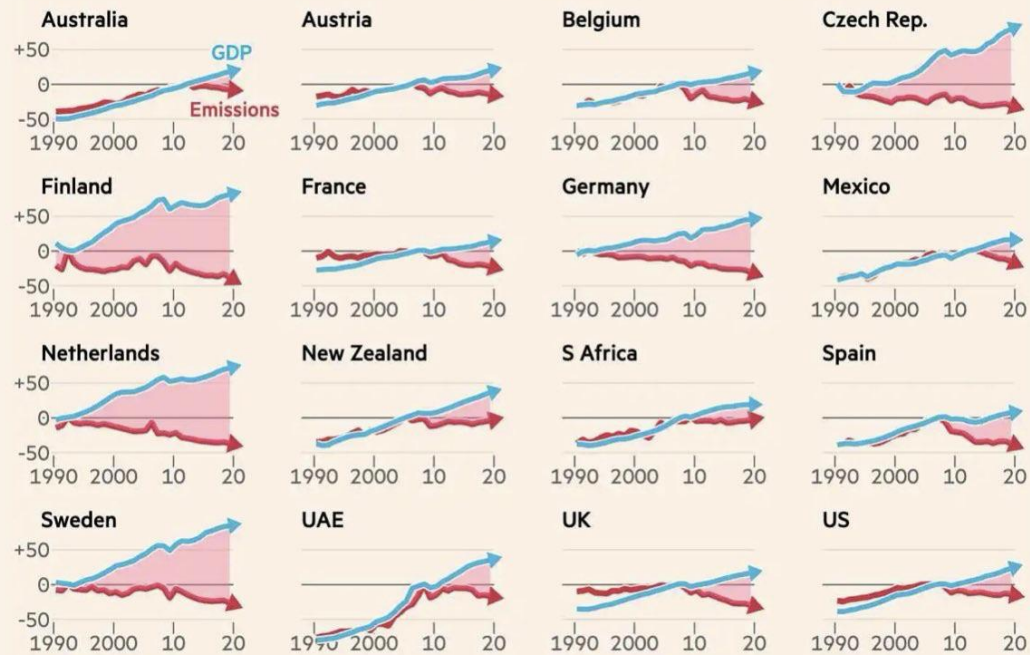 Australia Austria Belgium Czech Rep.
+50
GDP
0
Emissions
-50
1990 2000 10 20 1990 2000 10 20 1990 2000 10 20 1990 2000 10 20
Finland France Germany Mexico
+50
0
-50
1990 2000 10 20 1990 2000 10 20 1990 2000 10 20 1990 2000 10 20
Netherlands New Zealand S Africa Spain
+50
0
-50
1990 2000 10 20 1990 2000 10 20 1990 2000 10 20 1990 2000 10 20
Sweden UAE UK US
+50
0
-50
1990 2000 10 20 1990 2000 10 20 1990 2000 10 20 1990 2000 10 20